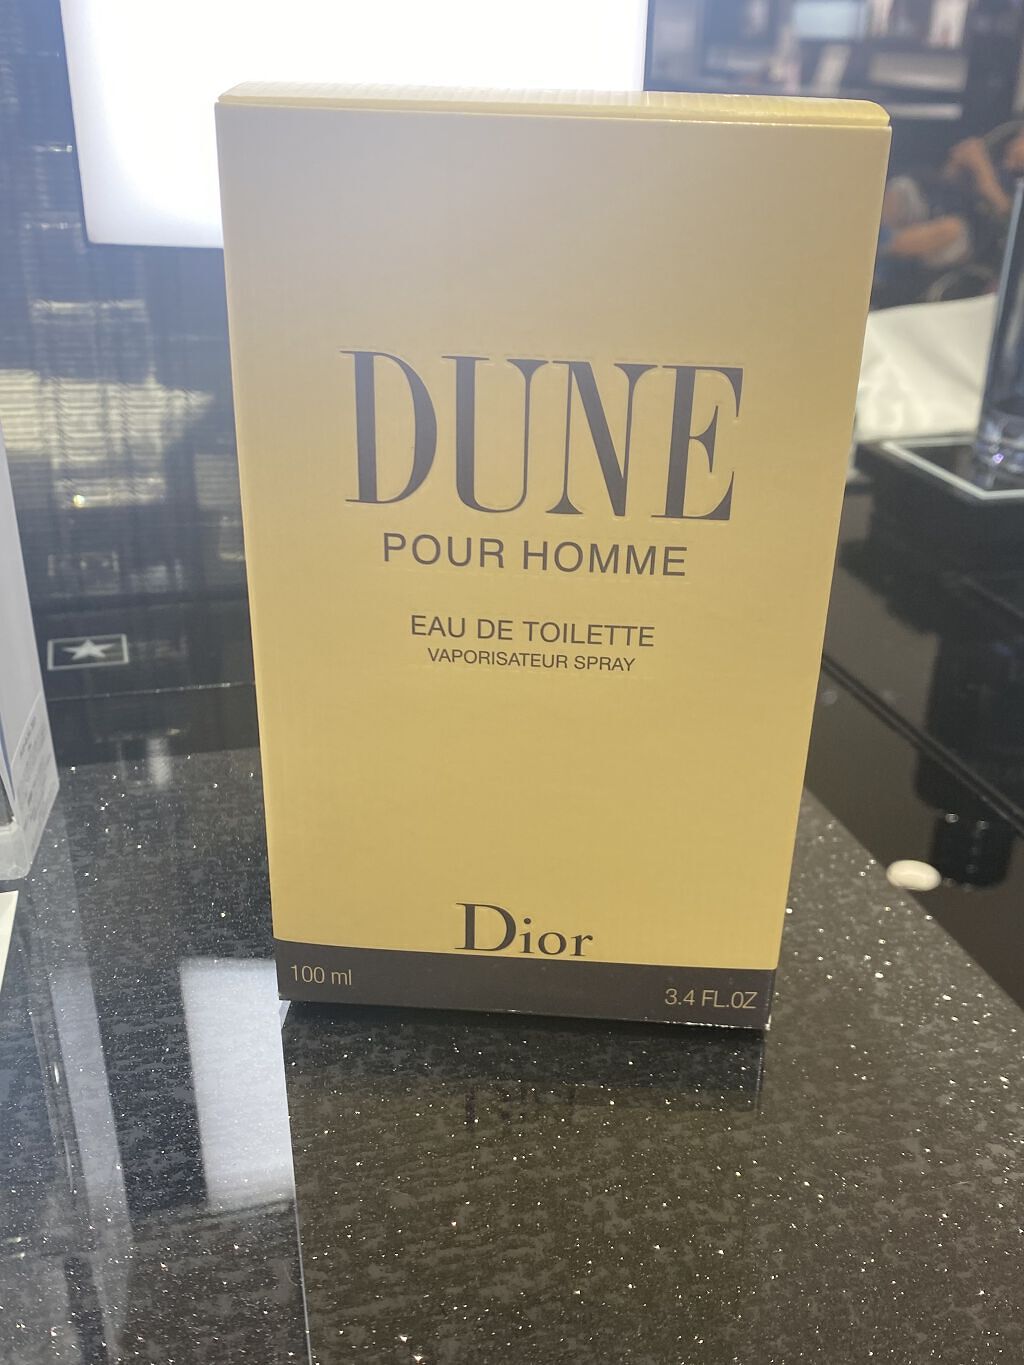 DUNE
POUR HOMME
EAU DE TOILETTE
VAPORISATEUR SPRAY
Dior
100 ml
3.4 FL.OZ